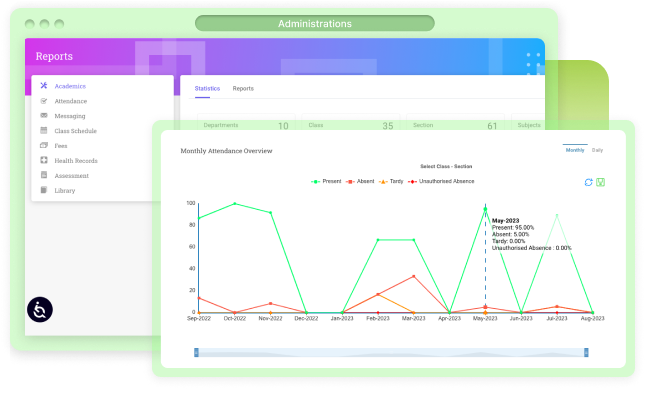 Administrations
Reports
Academics
Attendance
Messaging
Class Schedule
Fees
Health Records
Assessment
Library
Statistics Reports
Departments 10 Class 35 Section 61 Subjects
Monthly Attendance Overview
Monthly Daily
Select Class - Section
Present Absent Tardy Unauthorised Absence
100
80
60
40
20
0
May-2023
Present: 95.00%
Absent: 5.00%
Tardy: 0.00%
Unauthorised Absence : 0.00%
Sep-2022 Oct-2022 Nov-2022 Dec-2022 Jan-2023 Feb-2023 Mar-2023 Apr-2023 May-2023 Jun-2023 Jul-2023 Aug-2023